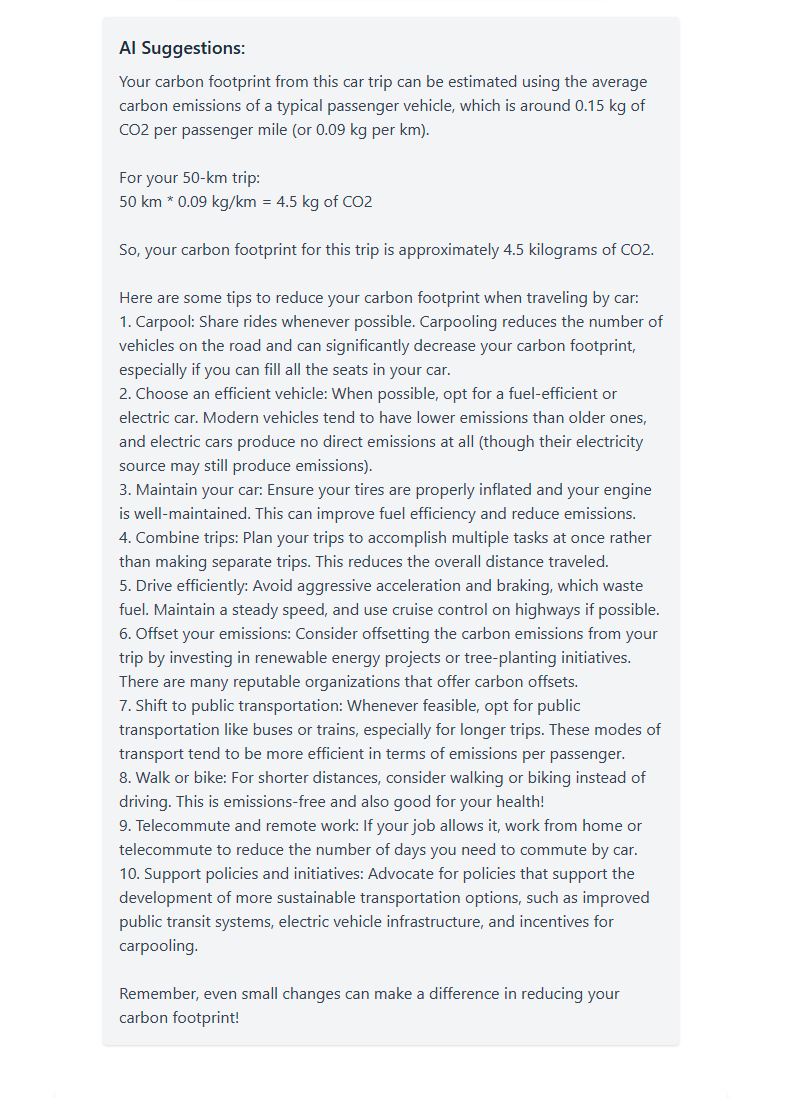 AI Suggestions:
Your carbon footprint from this car trip can be estimated using the average
carbon emissions of a typical passenger vehicle, which is around 0.15 kg of
CO2 per passenger mile (or 0.09 kg per km).
For your 50-km trip:
50 km * 0.09 kg/km = 4.5 kg of CO2
So, your carbon footprint for this trip is approximately 4.5 kilograms of CO2.
Here are some tips to reduce your carbon footprint when traveling by car:
1. Carpool: Share rides whenever possible. Carpooling reduces the number of
vehicles on the road and can significantly decrease your carbon footprint,
especially if you can fill all the seats in your car.
2. Choose an efficient vehicle: When possible, opt for a fuel-efficient or
electric car. Modern vehicles tend to have lower emissions than older ones,
and electric cars produce no direct emissions at all (though their electricity
source may still produce emissions).
3. Maintain your car: Ensure your tires are properly inflated and your engine
is well-maintained. This can improve fuel efficiency and reduce emissions.
4. Combine trips: Plan your trips to accomplish multiple tasks at once rather
than making separate trips. This reduces the overall distance traveled.
5. Drive efficiently: Avoid aggressive acceleration and braking, which waste
fuel. Maintain a steady speed, and use cruise control on highways if possible.
6. Offset your emissions: Consider offsetting the carbon emissions from your
trip by investing in renewable energy projects or tree-planting initiatives.
There are many reputable organizations that offer carbon offsets.
7. Shift to public transportation: Whenever feasible, opt for public
transportation like buses or trains, especially for longer trips. These modes of
transport tend to be more efficient in terms of emissions per passenger.
8. Walk or bike: For shorter distances, consider walking or biking instead of
driving. This is emissions-free and also good for your health!
9. Telecommute and remote work: If your job allows it, work from home or
telecommute to reduce the number of days you need to commute by car.
10. Support policies and initiatives: Advocate for policies that support the
development of more sustainable transportation options, such as improved
public transit systems, electric vehicle infrastructure, and incentives for
carpooling.
Remember, even small changes can make a difference in reducing your
carbon footprint!